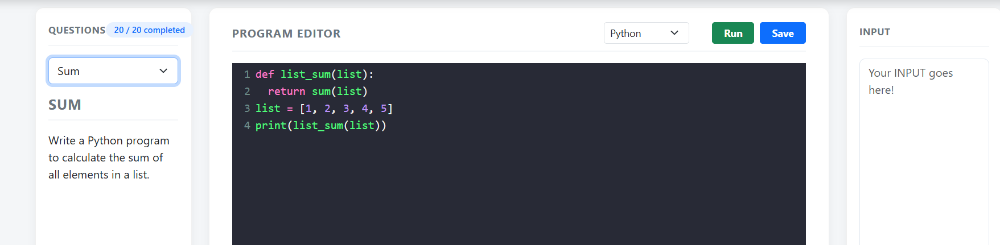 QUESTIONS 20 / 20 completed
Sum
SUM
Write a Python program
to calculate the sum of
all elements in a list.
PROGRAM EDITOR
Python
Run
Save
1 def list_sum(list):
2   return sum(list)
3 list = [1, 2, 3, 4, 5]
4 print(list_sum(list))
INPUT
Your INPUT goes
here!